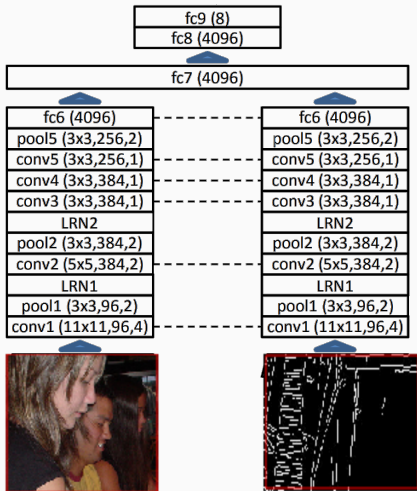 fc9 (8)
fc8 (4096)
fc7 (4096)
fc6 (4096)
pool5 (3x3,256,2)
conv5 (3x3,256,1)
conv4 (3x3,384,1)
conv3 (3x3,384,1)
LRN2
pool2 (3x3,384,2)
conv2 (5x5,384,2)
LRN1
pool1 (3x3,96,2)
conv1 (11x11,96,4)
fc6 (4096)
pool5 (3x3,256,2)
conv5 (3x3,256,1)
conv4 (3x3,384,1)
conv3 (3x3,384,1)
LRN2
pool2 (3x3,384,2)
conv2 (5x5,384,2)
LRN1
pool1 (3x3,96,2)
conv1 (11x11,96,4)